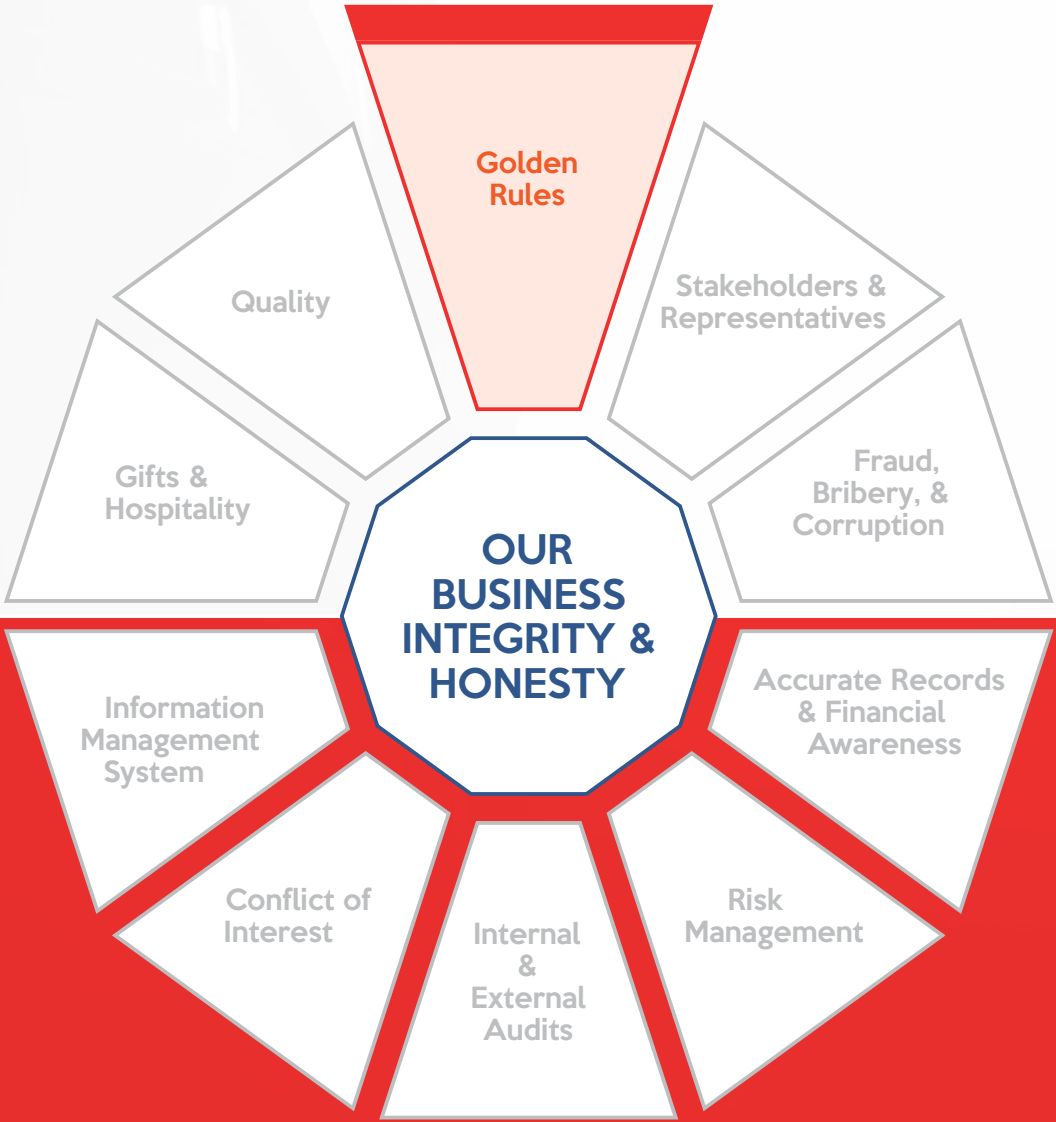 Golden
Rules
Stakeholders &
Representatives
Fraud,
Bribery, &
Corruption
Accurate Records
& Financial
Awareness
Risk
Management
Internal
&
External
Audits
Conflict of
Interest
Information
Management
System
Gifts &
Hospitality
Quality
OUR
BUSINESS
INTEGRITY &
HONESTY